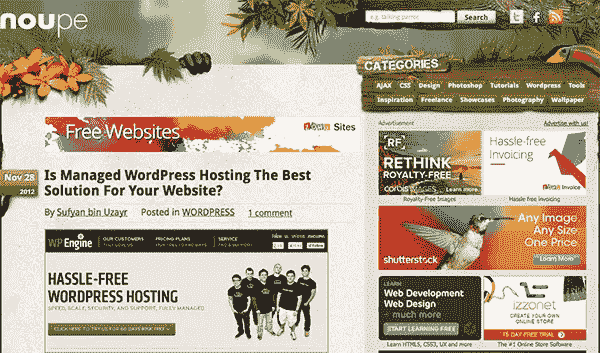 noupe
e.g. talking parrot
Search
CATEGORIES
AJAX CSS Design Photoshop Tutorials Wordpress Tools
Inspiration Freelance Showcases Photography Wallpaper
Free Websites
ZOHO Sites
Nov 28
2012
Is Managed WordPress Hosting The Best
Solution For Your Website?
By Sufyan bin Uzayr Posted in WORDPRESS 1 comment
WP Engine
OUR CUSTOMERS
PRICING PLANS
SERVICE
HASSLE-FREE
WORDPRESS HOSTING
SPEED, SCALE, SECURITY, AND SUPPORT, FULLY MANAGED
Advertisement
Advertise with us!
RF
RETHINK
ROYALTY-FREE
CORBIS IMAGES
Learn more
Royalty-Free Images
Hassle-free
Invoicing
Invoice
Hassle free invoicing
shutterstock
Any Image
Any Size
One Price
Learn More
LEARN
Web Development
Web Design
- much more
START LEARNING FREE
Learn HTML, CSS3, UX and more
izzonet
CREATE YOUR OWN
ONLINE STORE
15 DAY FREE TRIAL
The #1 Online Store Software